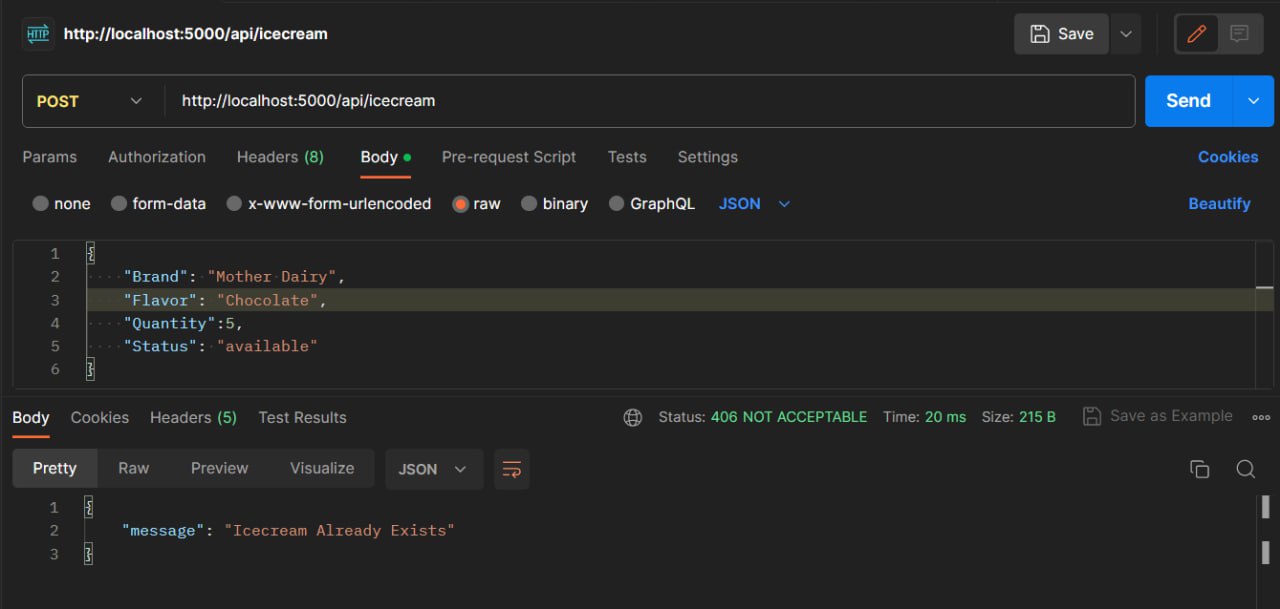 HTTP http://localhost:5000/api/icecream Save
POST http://localhost:5000/api/icecream Send
Params Authorization Headers (8) Body Pre-request Script Tests Settings Cookies
none form-data x-www-form-urlencoded raw binary GraphQL JSON Beautify
1 {
2 "Brand": "Mother Dairy",
3 "Flavor": "Chocolate",
4 "Quantity":5,
5 "Status": "available"
6 }
Body Cookies Headers (5) Test Results Status: 406 NOT ACCEPTABLE Time: 20 ms Size: 215 B Save as Example
Pretty Raw Preview Visualize JSON
1 {
2 "message": "Icecream Already Exists"
3 }